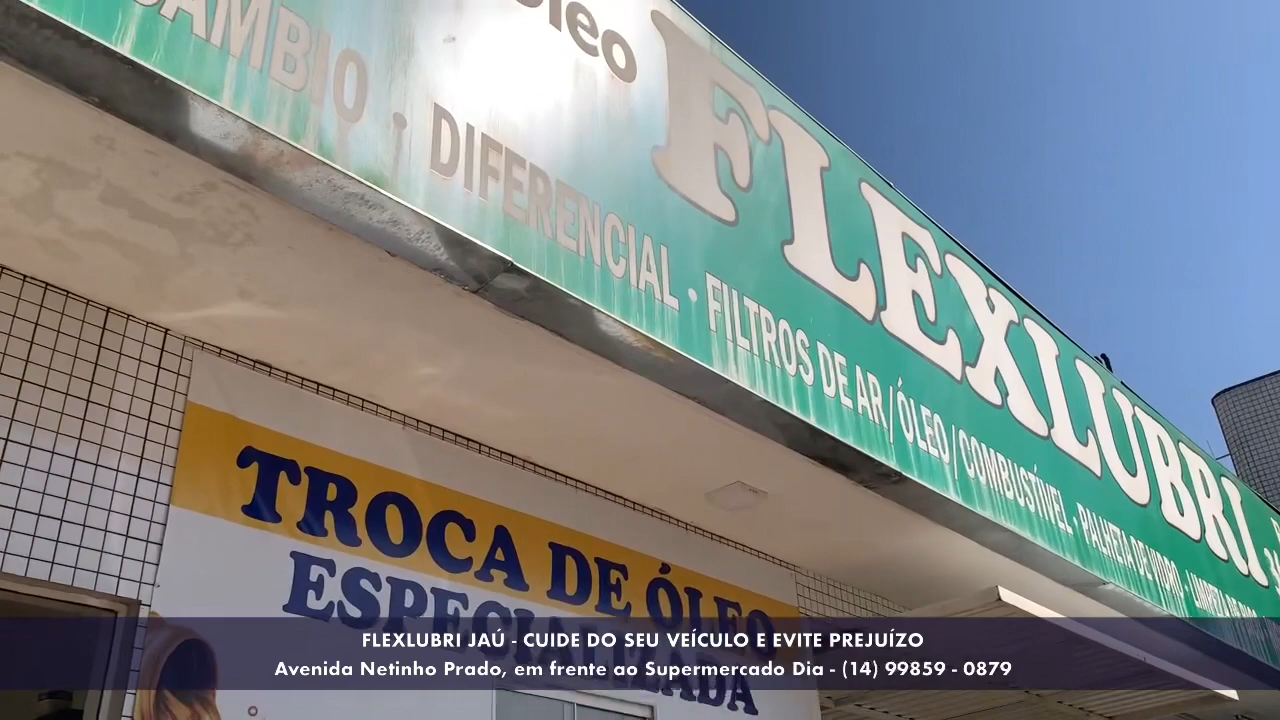 óleo
FLEXLUBRI
CÂMBIO • DIFERENCIAL • FILTROS DE AR / ÓLEO / COMBUSTÍVEL • PALHETA DE VIDRO •
TROCA DE ÓLEO
ESPECIALIZADA
FLEXLUBRI JAÚ - CUIDE DO SEU VEÍCULO E EVITE PREJUÍZO
Avenida Netinho Prado, em frente ao Supermercado Dia - (14) 99859 - 0879